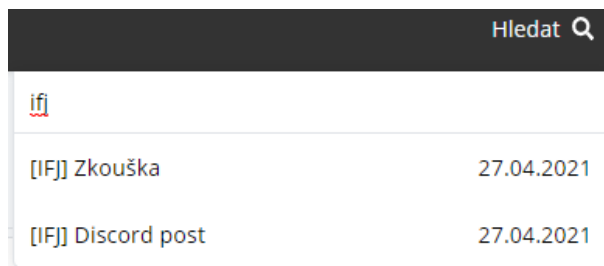 Hledat
ifj
[IFJ] Zkouška 27.04.2021
[IFJ] Discord post 27.04.2021